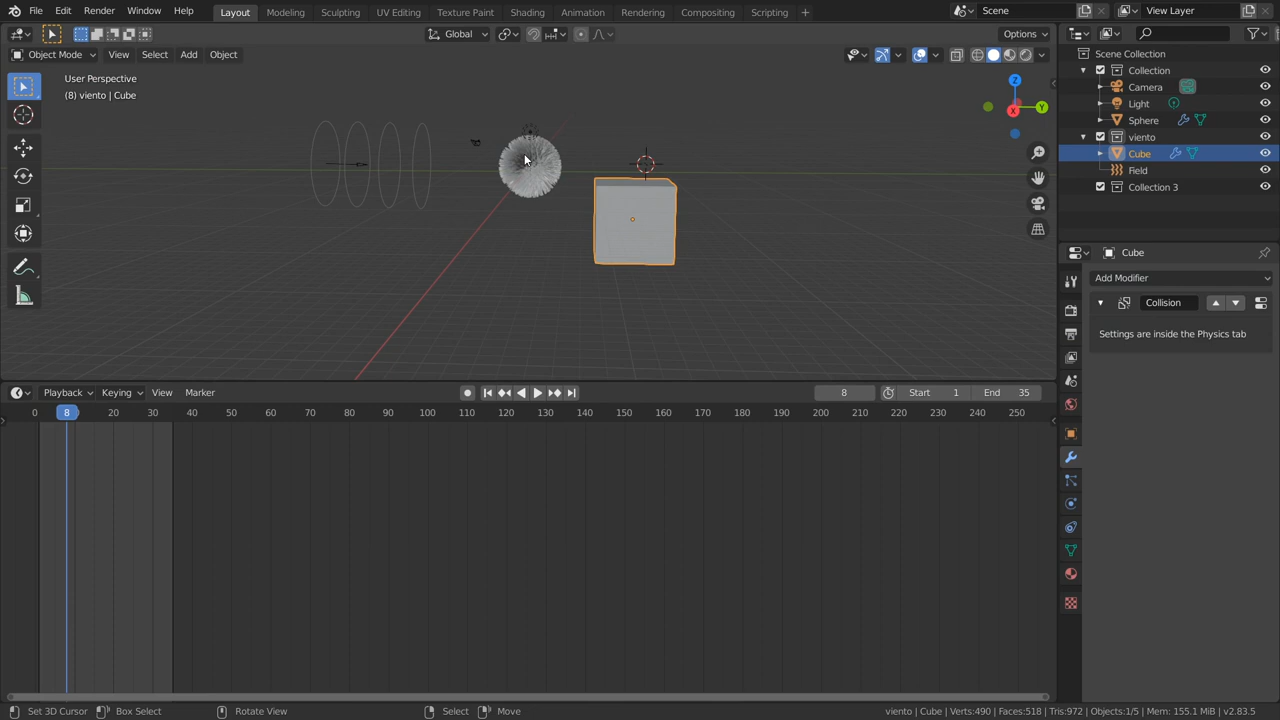 File Edit Render Window Help Layout Modeling Sculpting UV Editing Texture Paint Shading Animation Rendering Compositing Scripting + Scene View Layer
Global Options
Object Mode View Select Add Object
User Perspective
(8) viento | Cube
Z
Y
X
Scene Collection
Collection
Camera
Light
Sphere
viento
Cube
Field
Collection 3
Cube
Add Modifier
Collision
Settings are inside the Physics tab
Playback Keying View Marker 8 Start 1 End 35
0 8 20 30 40 50 60 70 80 90 100 110 120 130 140 150 160 170 180 190 200 210 220 230 240 250
Set 3D Cursor Box Select Rotate View Select Move viento | Cube | Verts:490 | Faces:518 | Tris:972 | Objects:1/5 | Mem: 155.1 MiB | v2.83.5